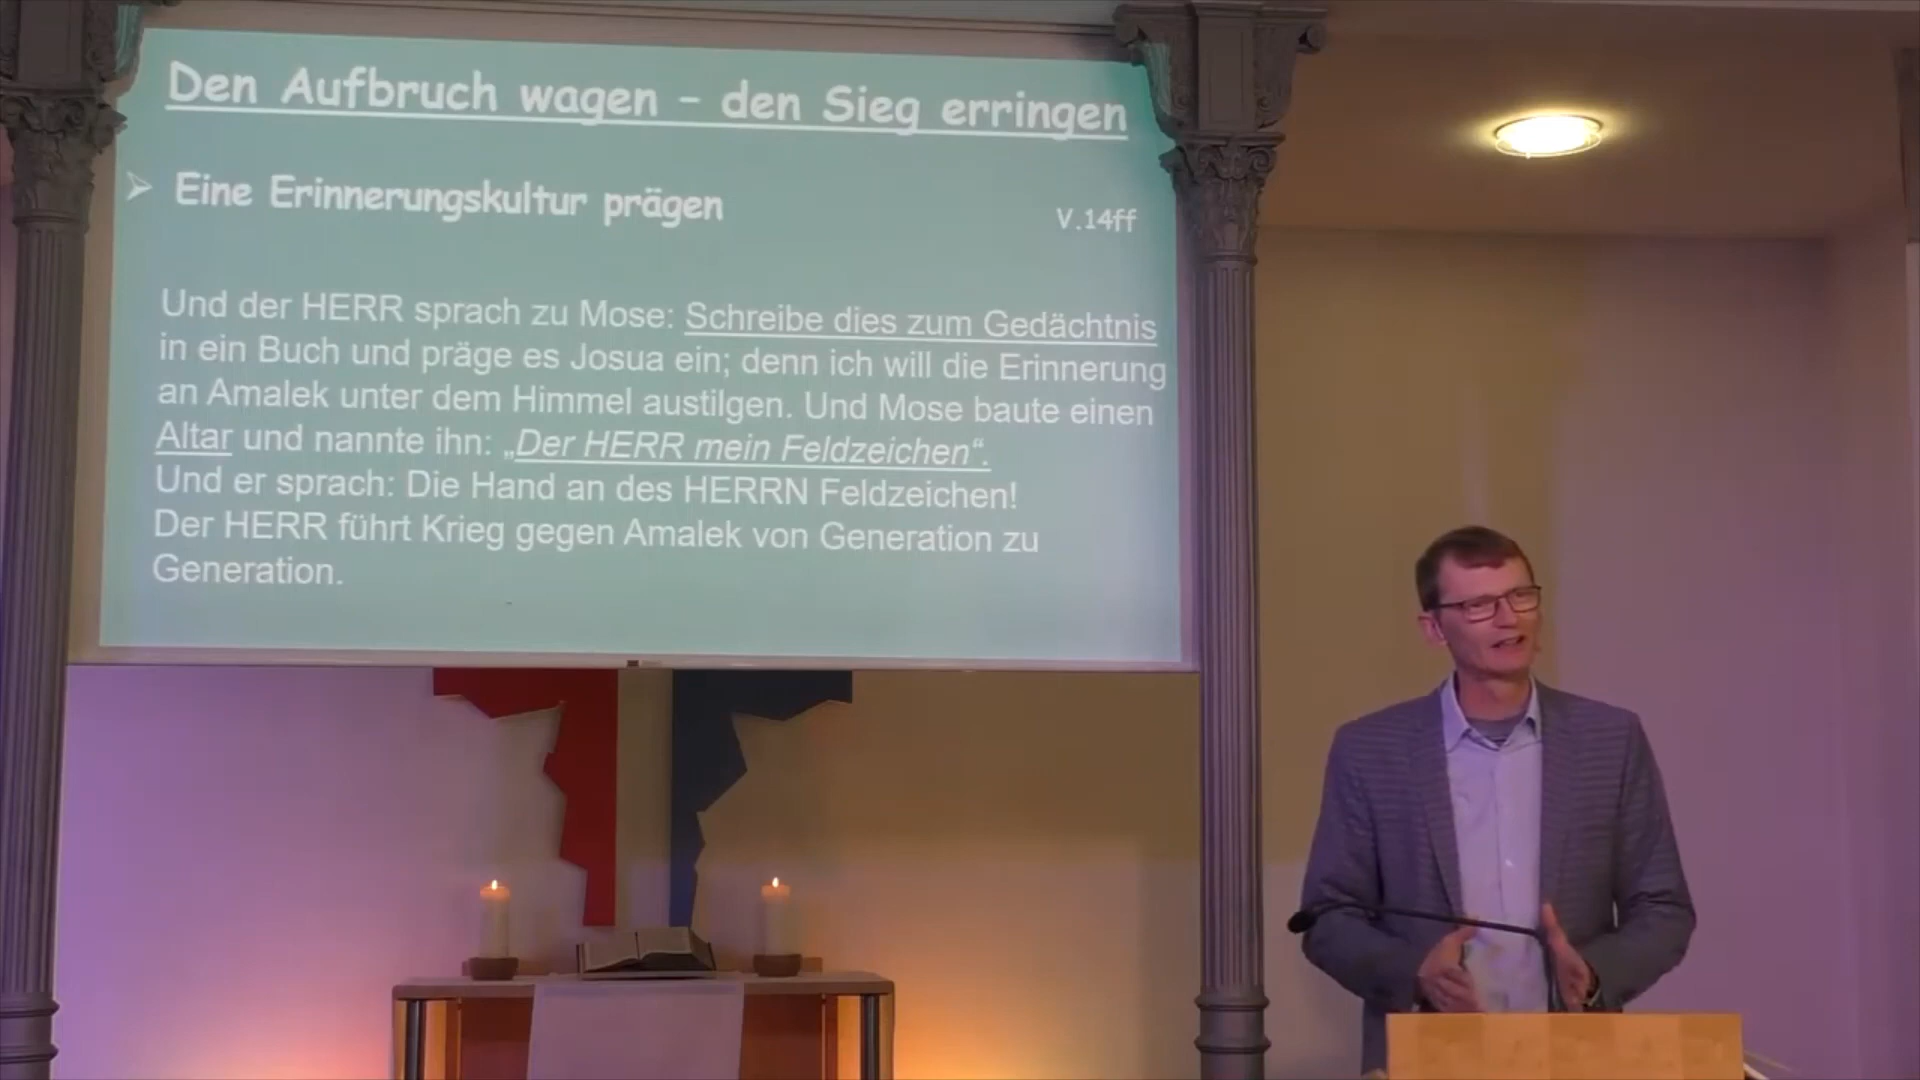 Den Aufbruch wagen – den Sieg erringen
➢ Eine Erinnerungskultur prägen
V.14ff
Und der HERR sprach zu Mose: Schreibe dies zum Gedächtnis
in ein Buch und präge es Josua ein; denn ich will die Erinnerung
an Amalek unter dem Himmel austilgen. Und Mose baute einen
Altar und nannte ihn: „Der HERR mein Feldzeichen“.
Und er sprach: Die Hand an des HERRN Feldzeichen!
Der HERR führt Krieg gegen Amalek von Generation zu
Generation.